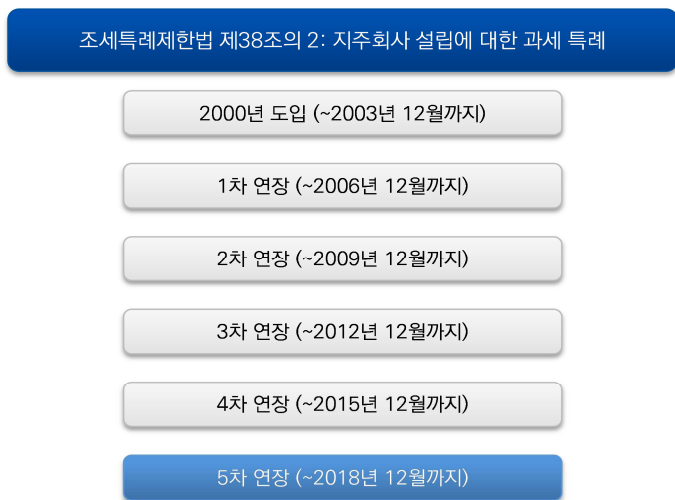 조세특례제한법 제38조의 2: 지주회사 설립에 대한 과세 특례
2000년 도입 (~2003년 12월까지)
1차 연장 (~2006년 12월까지)
2차 연장 (~2009년 12월까지)
3차 연장 (~2012년 12월까지)
4차 연장 (~2015년 12월까지)
5차 연장 (~2018년 12월까지)